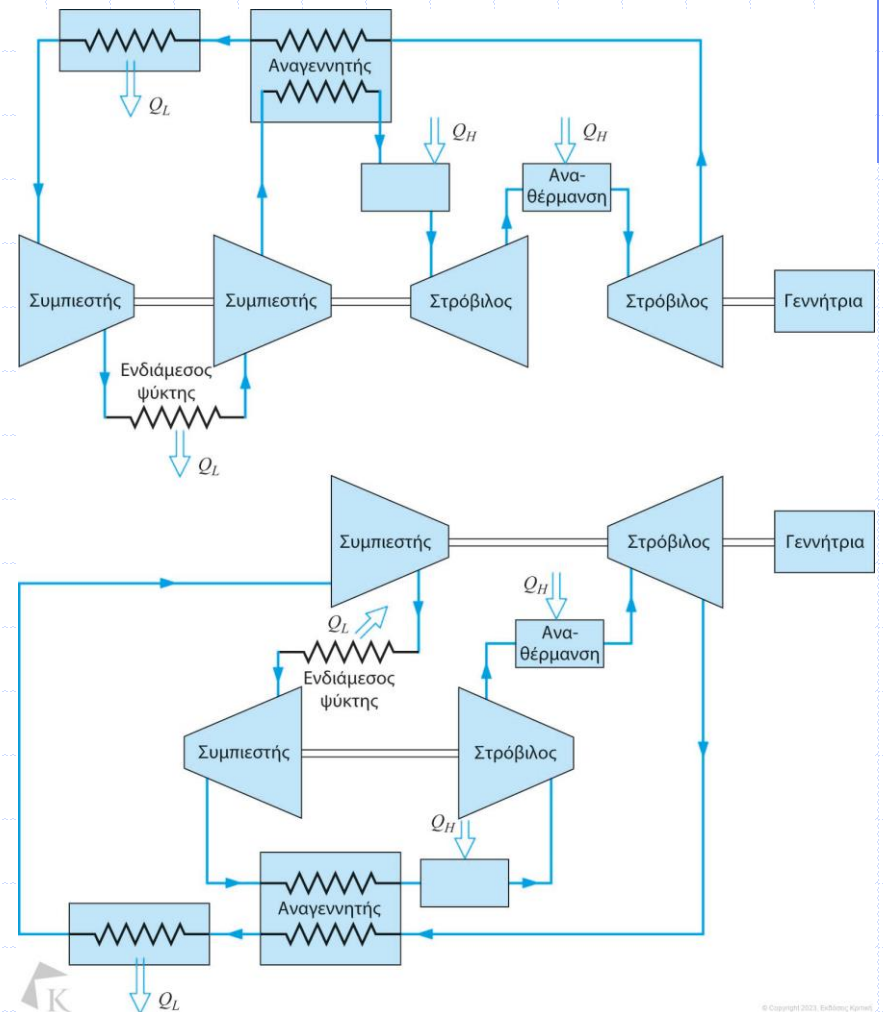 Q_L
Αναγεννητής
Q_H
Q_H
Ανα-
θέρμανση
Συμπιεστής
Συμπιεστής
Στρόβιλος
Στρόβιλος
Γεννήτρια
Ενδιάμεσος
ψύκτης
Q_L
Συμπιεστής
Στρόβιλος
Γεννήτρια
Q_H
Q_L
Ανα-
θέρμανση
Ενδιάμεσος
ψύκτης
Συμπιεστής
Στρόβιλος
Q_H
Αναγεννητής
K
Q_L
© Copyright 2023, Εκδόσεις Κριτική